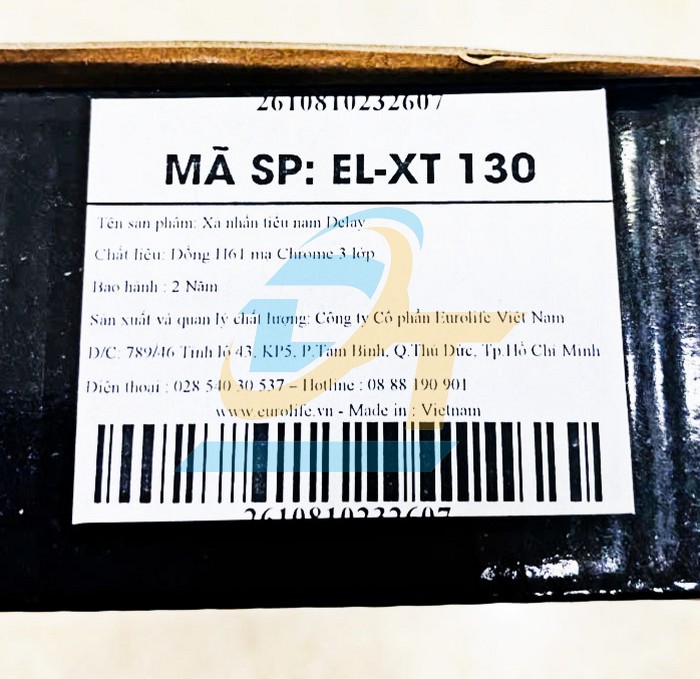 2610810232607
MÃ SP: EL-XT 130
Tên sản phẩm: Xả nhấn tiểu nam Delay
Chất liệu: Đồng H61 mạ Chrome 3 lớp
Bảo hành : 2 Năm
Sản xuất và quản lý chất lượng: Công ty Cổ phần Eurolife Việt Nam
Đ/C: 789/46 Tỉnh lộ 43, KP5, P.Tam Bình, Q.Thủ Đức, Tp.Hồ Chí Minh
Điện thoại : 028 540 30 537 – Hotline : 08 88 190 901
www.eurolife.vn - Made in : Vietnam
2610810232607